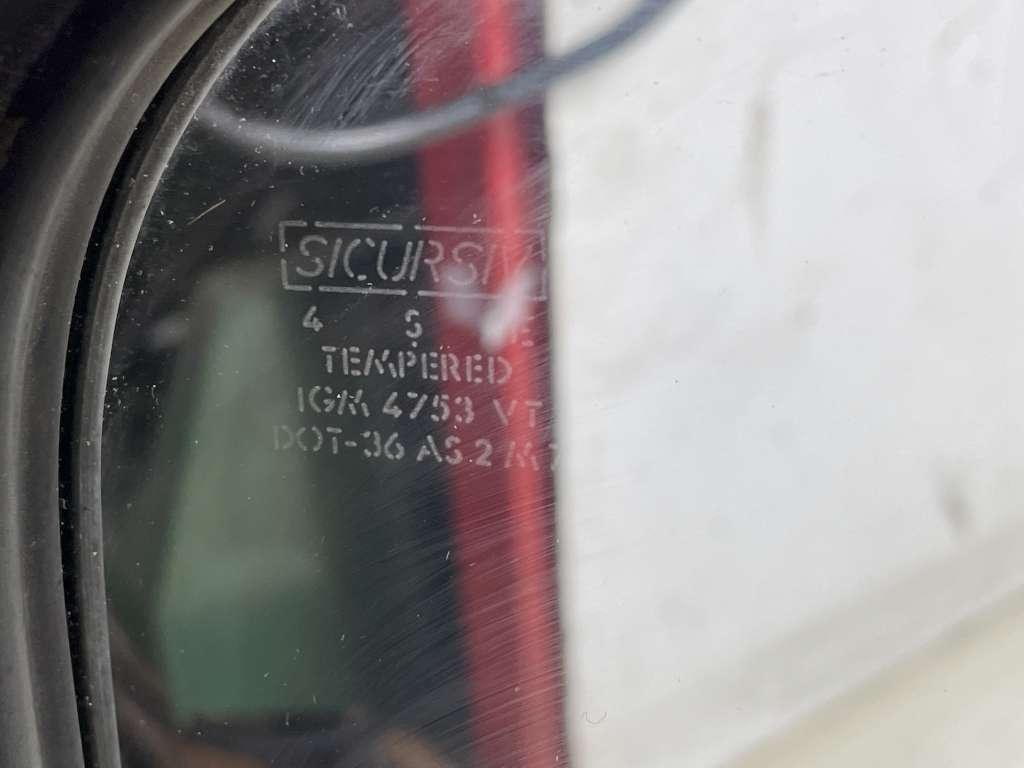 SICURSIV
4 S
TEMPERED
IGM 4753 VT
DOT-36 AS.2